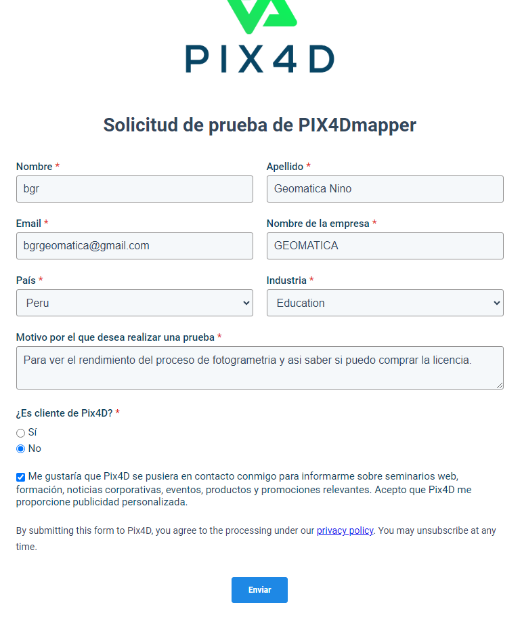 PIX4D
Solicitud de prueba de PIX4Dmapper
Nombre *
Apellido *
bgr
Geomatica Nino
Email *
Nombre de la empresa *
bgrgeomatica@gmail.com
GEOMATICA
País *
Industria *
Peru
Education
Motivo por el que desea realizar una prueba *
Para ver el rendimiento del proceso de fotogrametria y asi saber si puedo comprar la licencia.
¿Es cliente de Pix4D? *
Sí
No
Me gustaría que Pix4D se pusiera en contacto conmigo para informarme sobre seminarios web,
formación, noticias corporativas, eventos, productos y promociones relevantes. Acepto que Pix4D me
proporcione publicidad personalizada.
By submitting this form to Pix4D, you agree to the processing under our privacy policy. You may unsubscribe at any
time.
Enviar